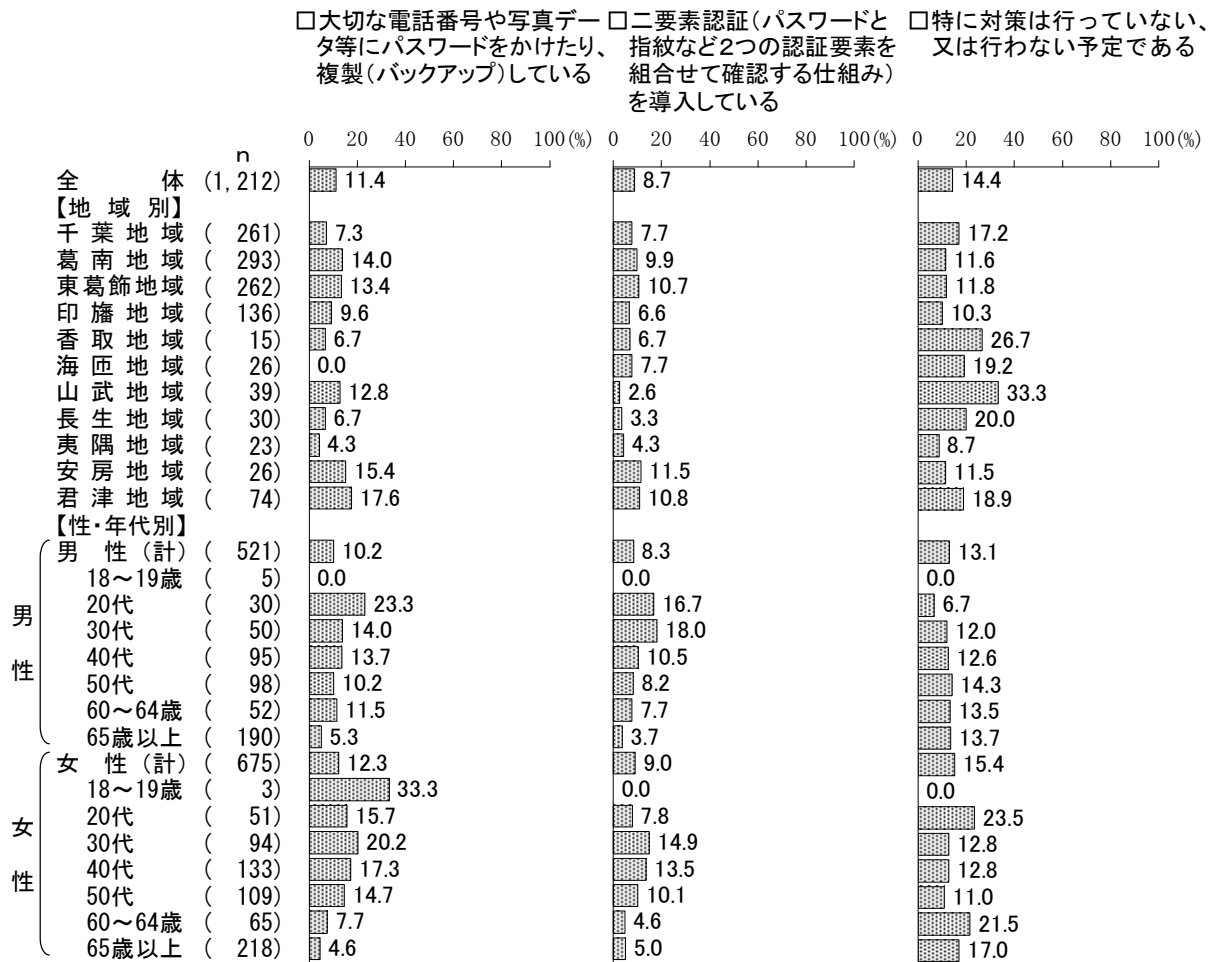 □大切な電話番号や写真データ等にパスワードをかけたり、複製(バックアップ)している
□二要素認証(パスワードと指紋など2つの認証要素を組合せて確認する仕組み)を導入している
□特に対策は行っていない、又は行わない予定である
0 20 40 60 80 100(%) 0 20 40 60 80 100(%) 0 20 40 60 80 100(%)
n
全体 (1,212) 11.4 8.7 14.4
【地域別】
千葉地域 ( 261) 7.3 7.7 17.2
葛南地域 ( 293) 14.0 9.9 11.6
東葛飾地域 ( 262) 13.4 10.7 11.8
印旛地域 ( 136) 9.6 6.6 10.3
香取地域 ( 15) 6.7 6.7 26.7
海匝地域 ( 26) 0.0 7.7 19.2
山武地域 ( 39) 12.8 2.6 33.3
長生地域 ( 30) 6.7 3.3 20.0
夷隅地域 ( 23) 4.3 4.3 8.7
安房地域 ( 26) 15.4 11.5 11.5
君津地域 ( 74) 17.6 10.8 18.9
【性・年代別】
男性
男性(計) ( 521) 10.2 8.3 13.1
18～19歳 ( 5) 0.0 0.0 0.0
20代 ( 30) 23.3 16.7 6.7
30代 ( 50) 14.0 18.0 12.0
40代 ( 95) 13.7 10.5 12.6
50代 ( 98) 10.2 8.2 14.3
60～64歳 ( 52) 11.5 7.7 13.5
65歳以上 ( 190) 5.3 3.7 13.7
女性
女性(計) ( 675) 12.3 9.0 15.4
18～19歳 ( 3) 33.3 0.0 0.0
20代 ( 51) 15.7 7.8 23.5
30代 ( 94) 20.2 14.9 12.8
40代 ( 133) 17.3 13.5 12.8
50代 ( 109) 14.7 10.1 11.0
60～64歳 ( 65) 7.7 4.6 21.5
65歳以上 ( 218) 4.6 5.0 17.0